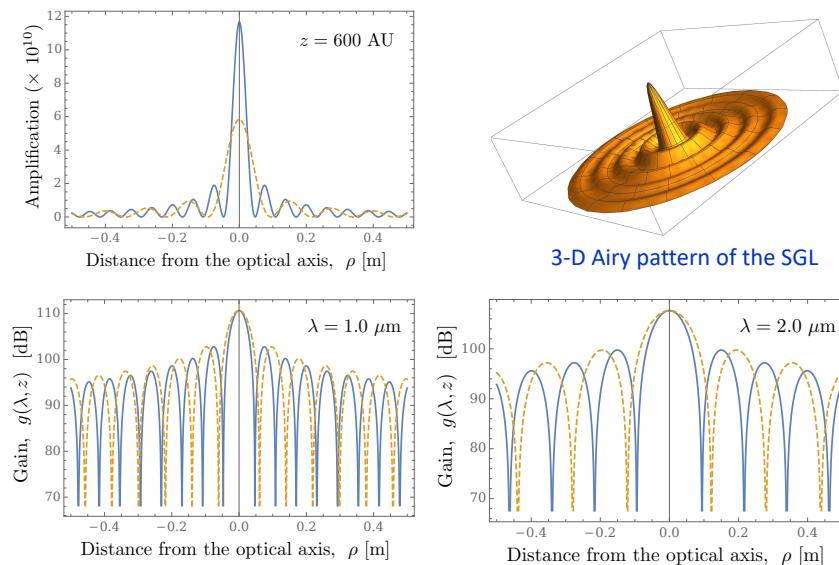 Amplification (× 10¹⁰)
12
10
8
6
4
2
0
z = 600 AU
−0.4 −0.2 0.0 0.2 0.4
Distance from the optical axis, ρ [m]
3-D Airy pattern of the SGL
Gain, g(λ, z) [dB]
110
100
90
80
70
λ = 1.0 μm
−0.4 −0.2 0.0 0.2 0.4
Distance from the optical axis, ρ [m]
Gain, g(λ, z) [dB]
100
90
80
70
λ = 2.0 μm
−0.4 −0.2 0.0 0.2 0.4
Distance from the optical axis, ρ [m]